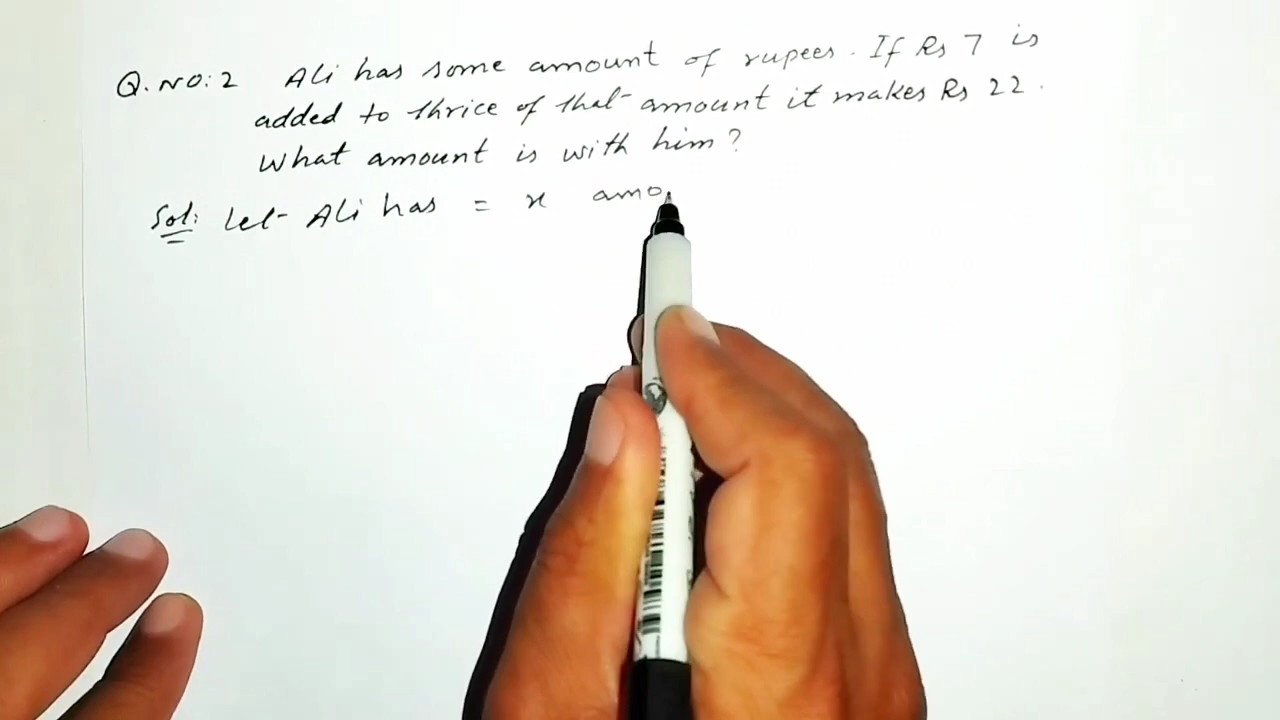 Q.NO:2 Ali has some amount of rupees. If Rs 7 is
added to thrice of that amount it makes Rs 22.
What amount is with him?
Sol: Let Ali has = x amo